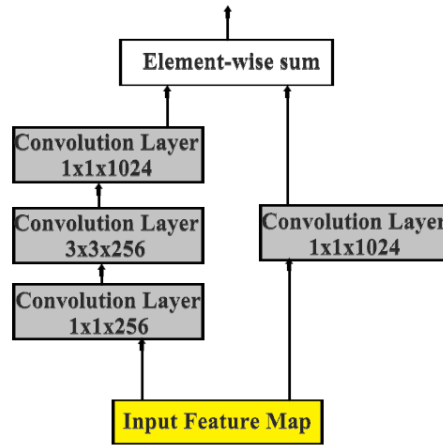 Element-wise sum
Convolution Layer
1x1x1024
Convolution Layer
3x3x256
Convolution Layer
1x1x1024
Convolution Layer
1x1x256
Input Feature Map